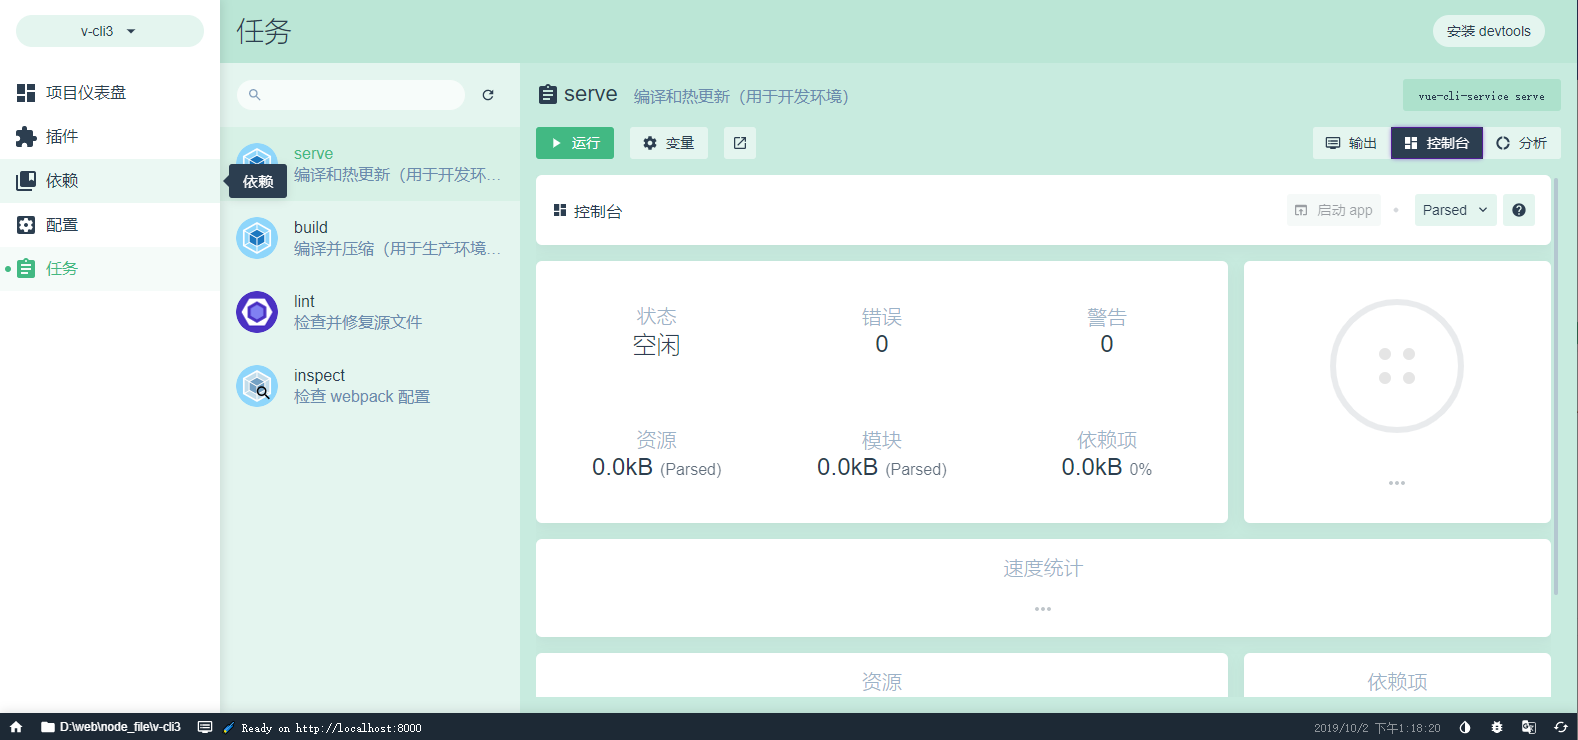 v-cli3
任务
安装 devtools
项目仪表盘
插件
依赖
配置
任务
依赖
serve
编译和热更新（用于开发环…
build
编译并压缩（用于生产环境…
lint
检查并修复源文件
inspect
检查 webpack 配置
serve 编译和热更新（用于开发环境）
vue-cli-service serve
运行
变量
输出
控制台
分析
控制台
启动 app
Parsed
状态
空闲
错误
0
警告
0
资源
0.0kB (Parsed)
模块
0.0kB (Parsed)
依赖项
0.0kB 0%
速度统计
资源
依赖项
D:\web\node_file\v-cli3
Ready on http://localhost:8000
2019/10/2 下午1:18:20